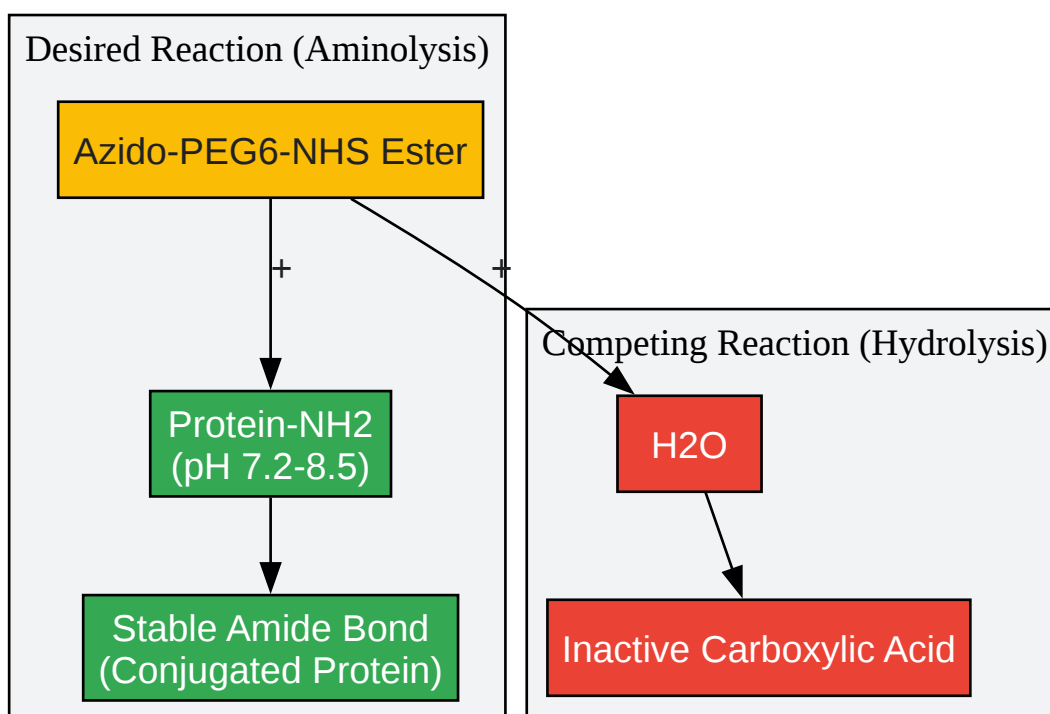 Desired Reaction (Aminolysis)
Azido-PEG6-NHS Ester
+
+
Protein-NH2
(pH 7.2-8.5)
Stable Amide Bond
(Conjugated Protein)
Competing Reaction (Hydrolysis)
H2O
Inactive Carboxylic Acid